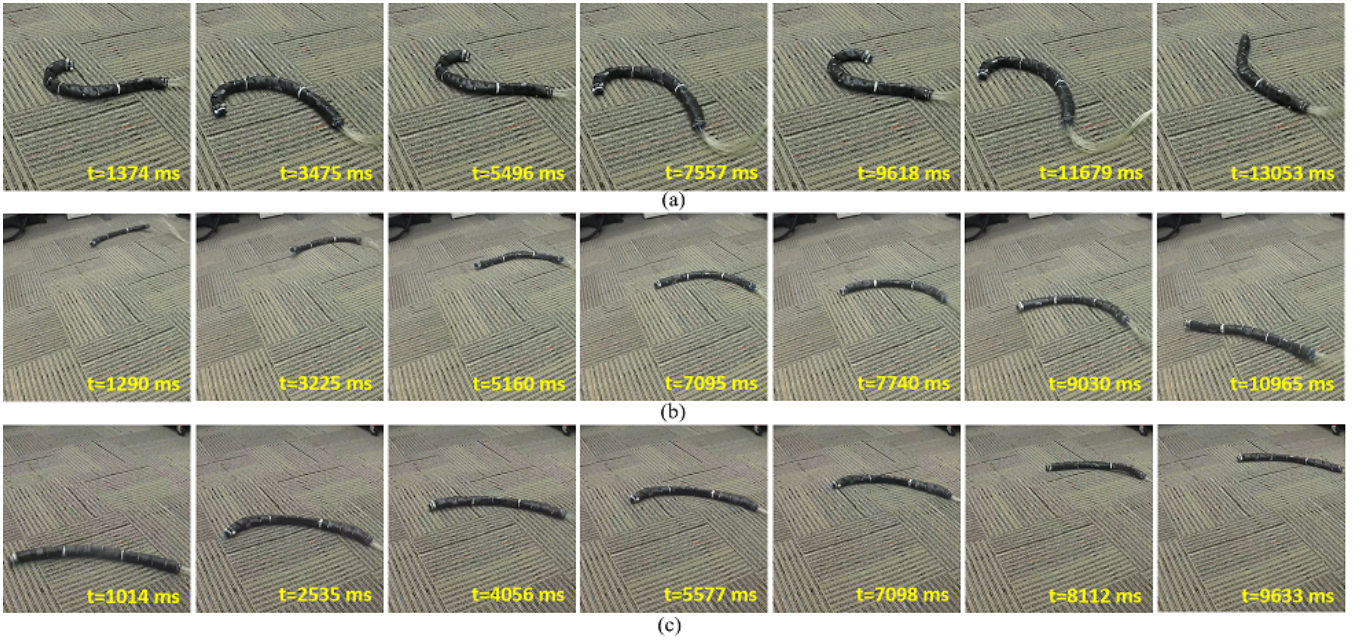 t=1374 ms t=3475 ms t=5496 ms t=7557 ms t=9618 ms t=11679 ms t=13053 ms
(a)
t=1290 ms t=3225 ms t=5160 ms t=7095 ms t=7740 ms t=9030 ms t=10965 ms
(b)
t=1014 ms t=2535 ms t=4056 ms t=5577 ms t=7098 ms t=8112 ms t=9633 ms
(c)